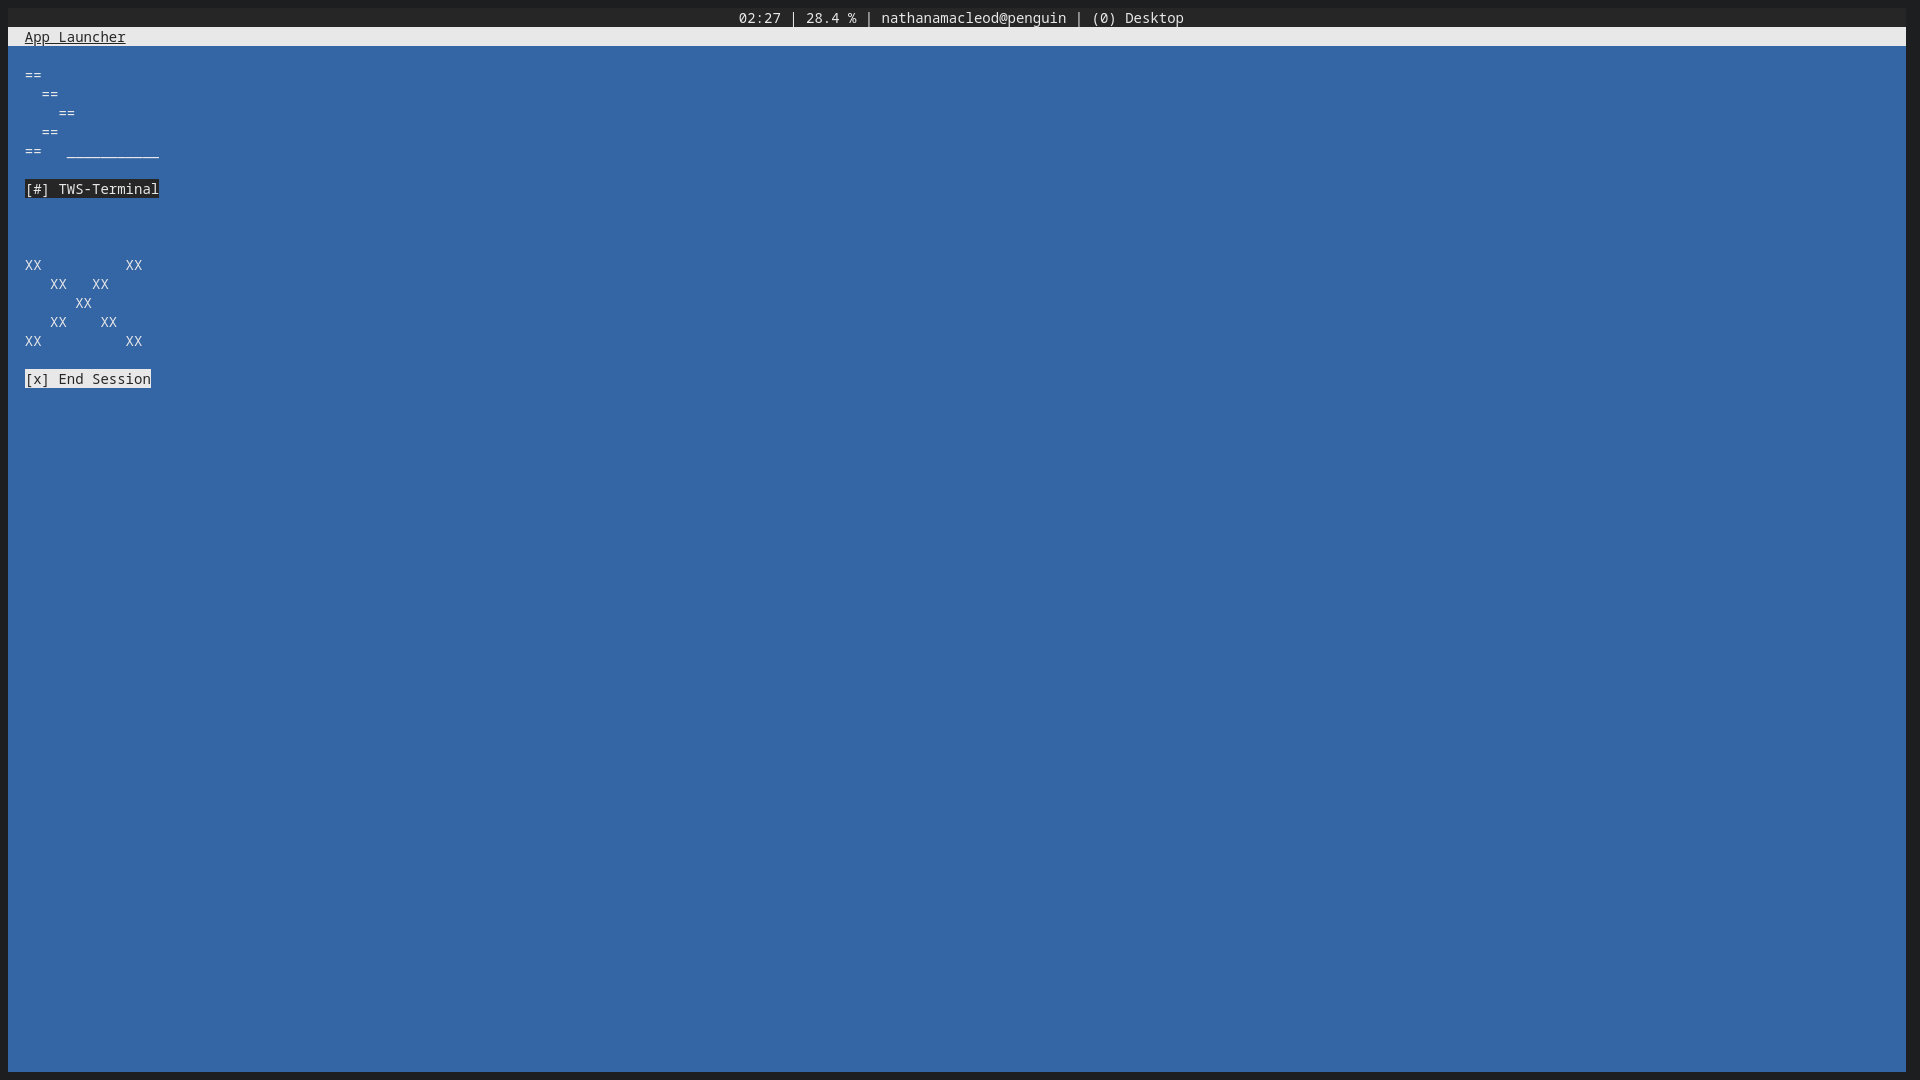 02:27 | 28.4 % | nathanamacleod@penguin | (0) Desktop
App Launcher
==
  ==
    ==
  ==
==   ___________
[#] TWS-Terminal
XX          XX
   XX   XX
      XX
   XX    XX
XX          XX
[x] End Session